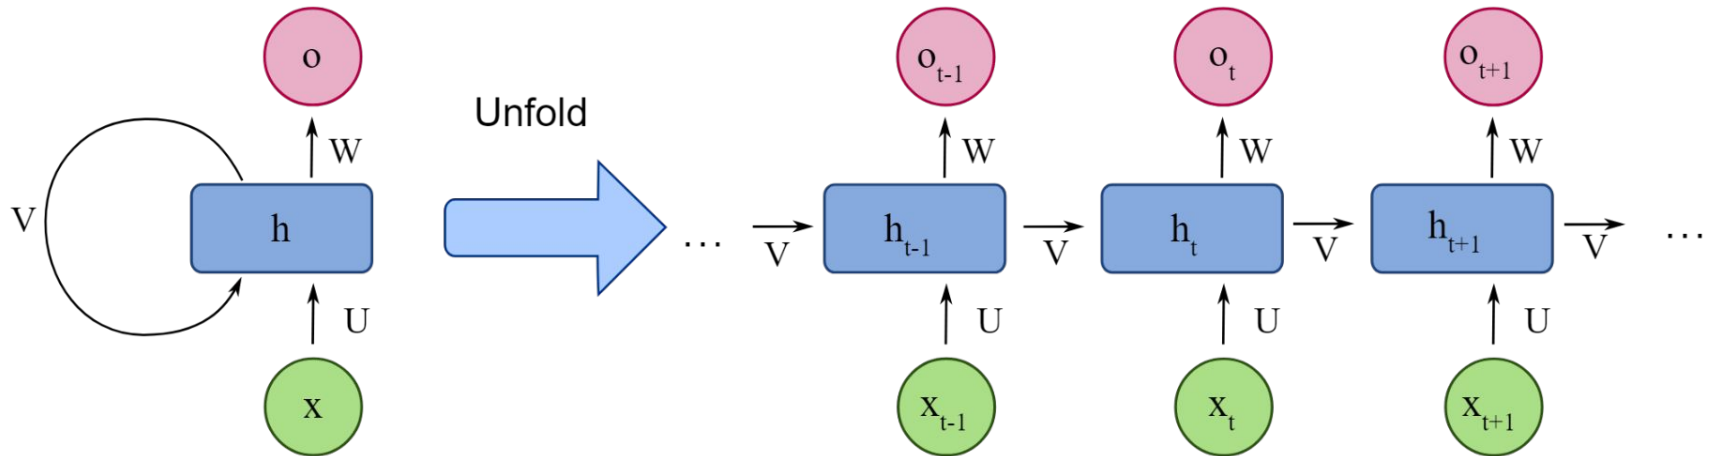 o
W
V
h
U
x
Unfold
...
V
o_{t-1}
W
h_{t-1}
U
x_{t-1}
V
o_t
W
h_t
U
x_t
V
o_{t+1}
W
h_{t+1}
U
x_{t+1}
V
...